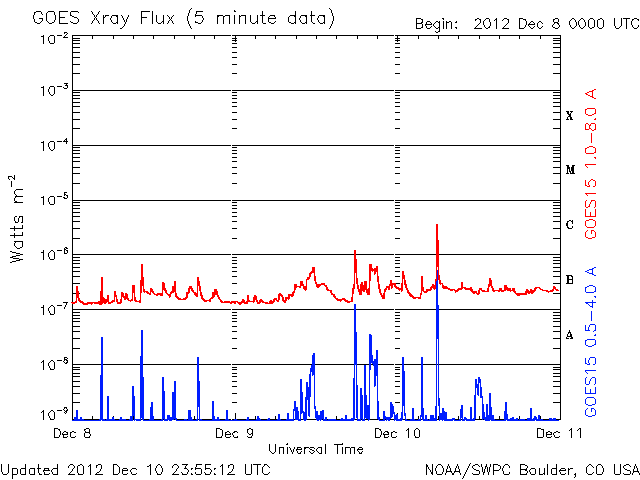 GOES Xray Flux (5 minute data)
Begin: 2012 Dec 8 0000 UTC
10⁻²
10⁻³
10⁻⁴
10⁻⁵
10⁻⁶
10⁻⁷
10⁻⁸
10⁻⁹
Watts m⁻²
X
M
C
B
A
GOES15 1.0-8.0 A
GOES15 0.5-4.0 A
Dec 8
Dec 9
Dec 10
Dec 11
Universal Time
Updated 2012 Dec 10 23:55:12 UTC
NOAA/SWPC Boulder, CO USA